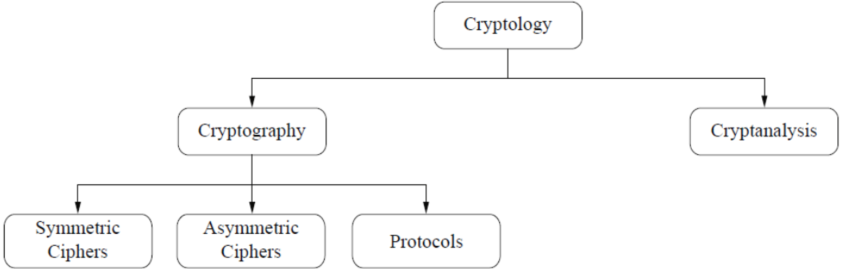 Cryptology
Cryptography
Cryptanalysis
Symmetric
Ciphers
Asymmetric
Ciphers
Protocols